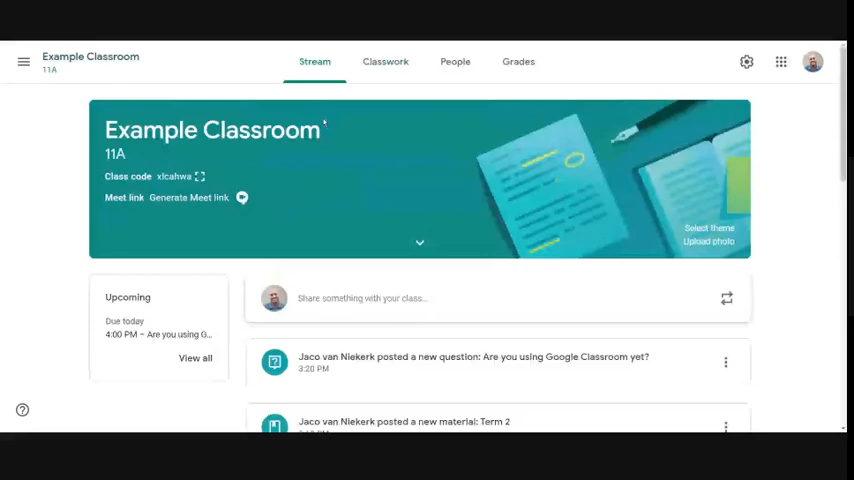 Example Classroom
11A
Stream
Classwork
People
Grades
Example Classroom
11A
Class code xlcahwa
Meet link Generate Meet link
Select theme
Upload photo
Upcoming
Due today
4:00 PM – Are you using G...
View all
Share something with your class...
Jaco van Niekerk posted a new question: Are you using Google Classroom yet?
3:20 PM
Jaco van Niekerk posted a new material: Term 2